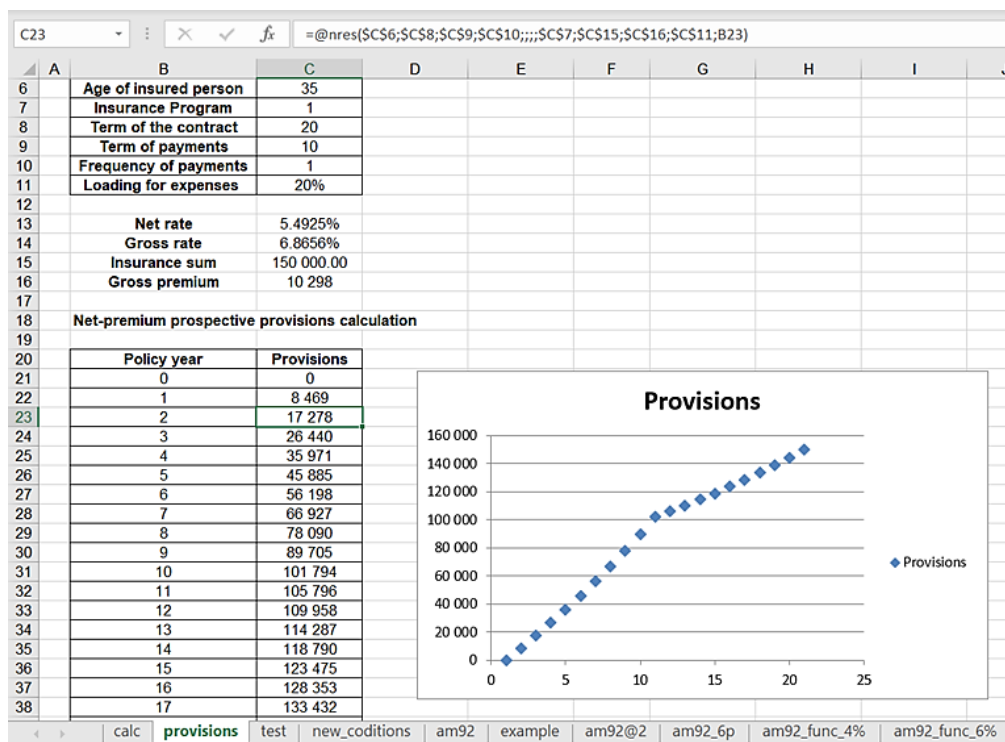 C23 fx =@nres($C$6;$C$8;$C$9;$C$10;;;;$C$7;$C$15;$C$16;$C$11;B23)
A B C D E F G H I
6 Age of insured person 35
7 Insurance Program 1
8 Term of the contract 20
9 Term of payments 10
10 Frequency of payments 1
11 Loading for expenses 20%
12
13 Net rate 5.4925%
14 Gross rate 6.8656%
15 Insurance sum 150 000.00
16 Gross premium 10 298
17
18 Net-premium prospective provisions calculation
19
20 Policy year Provisions
21 0 0
22 1 8 469
23 2 17 278
24 3 26 440
25 4 35 971
26 5 45 885
27 6 56 198
28 7 66 927
29 8 78 090
30 9 89 705
31 10 101 794
32 11 105 796
33 12 109 958
34 13 114 287
35 14 118 790
36 15 123 475
37 16 128 353
38 17 133 432
Provisions
160 000
140 000
120 000
100 000
80 000
60 000
40 000
20 000
0
0 5 10 15 20 25
Provisions
calc provisions test new_coditions am92 example am92@2 am92_6p am92_func_4% am92_func_6%